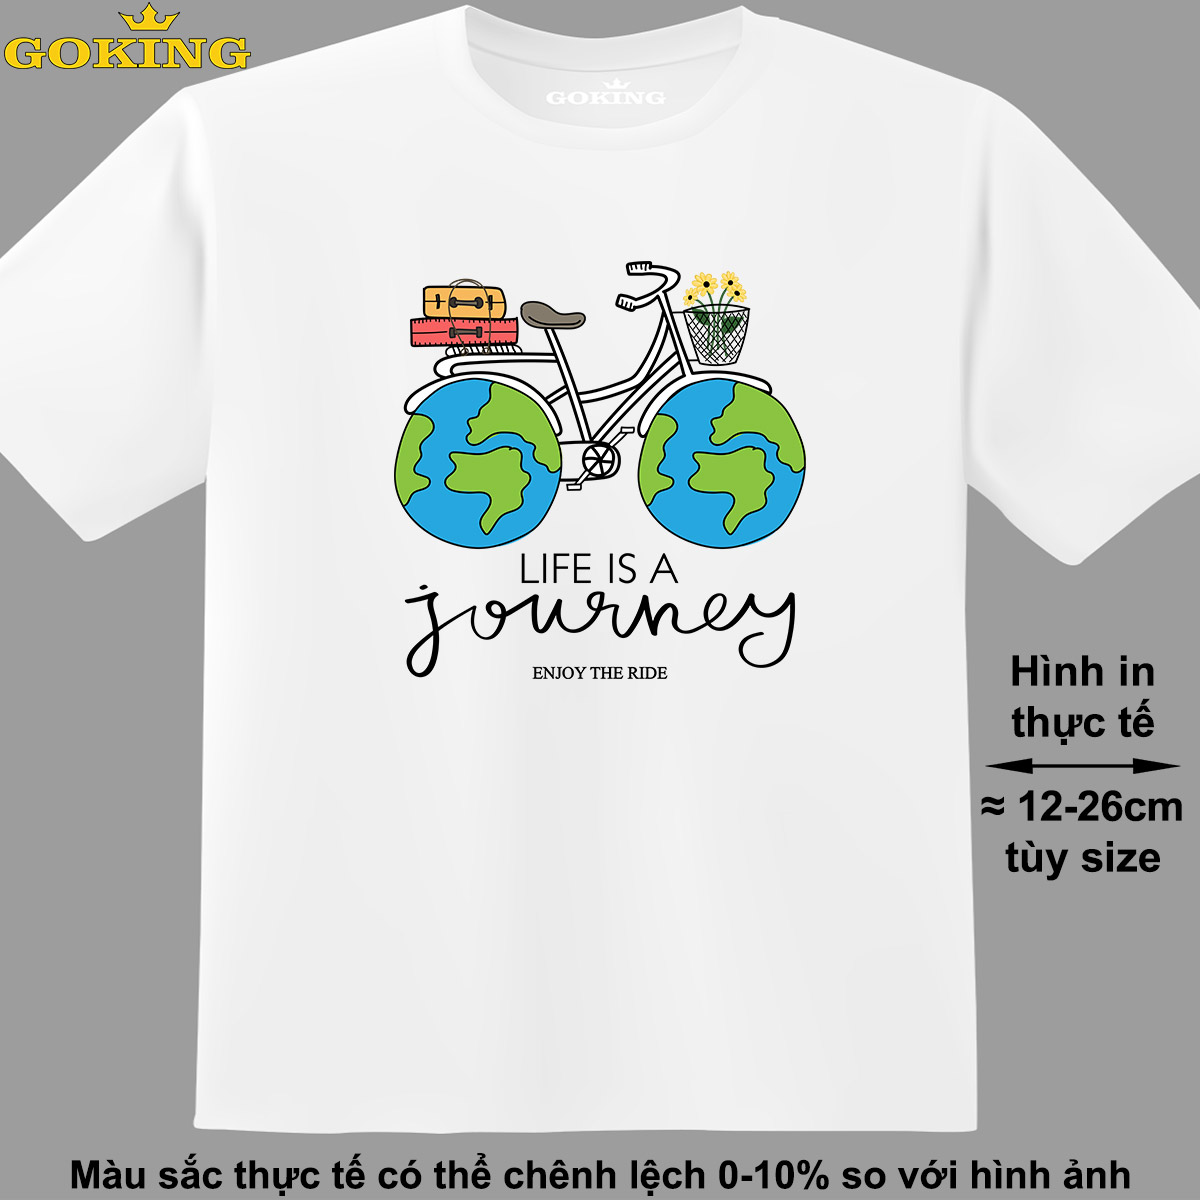 GOKING
GOKING
LIFE IS A
journey
ENJOY THE RIDE
Hình in
thực tế
≈ 12-26cm
tùy size
Màu sắc thực tế có thể chênh lệch 0-10% so với hình ảnh